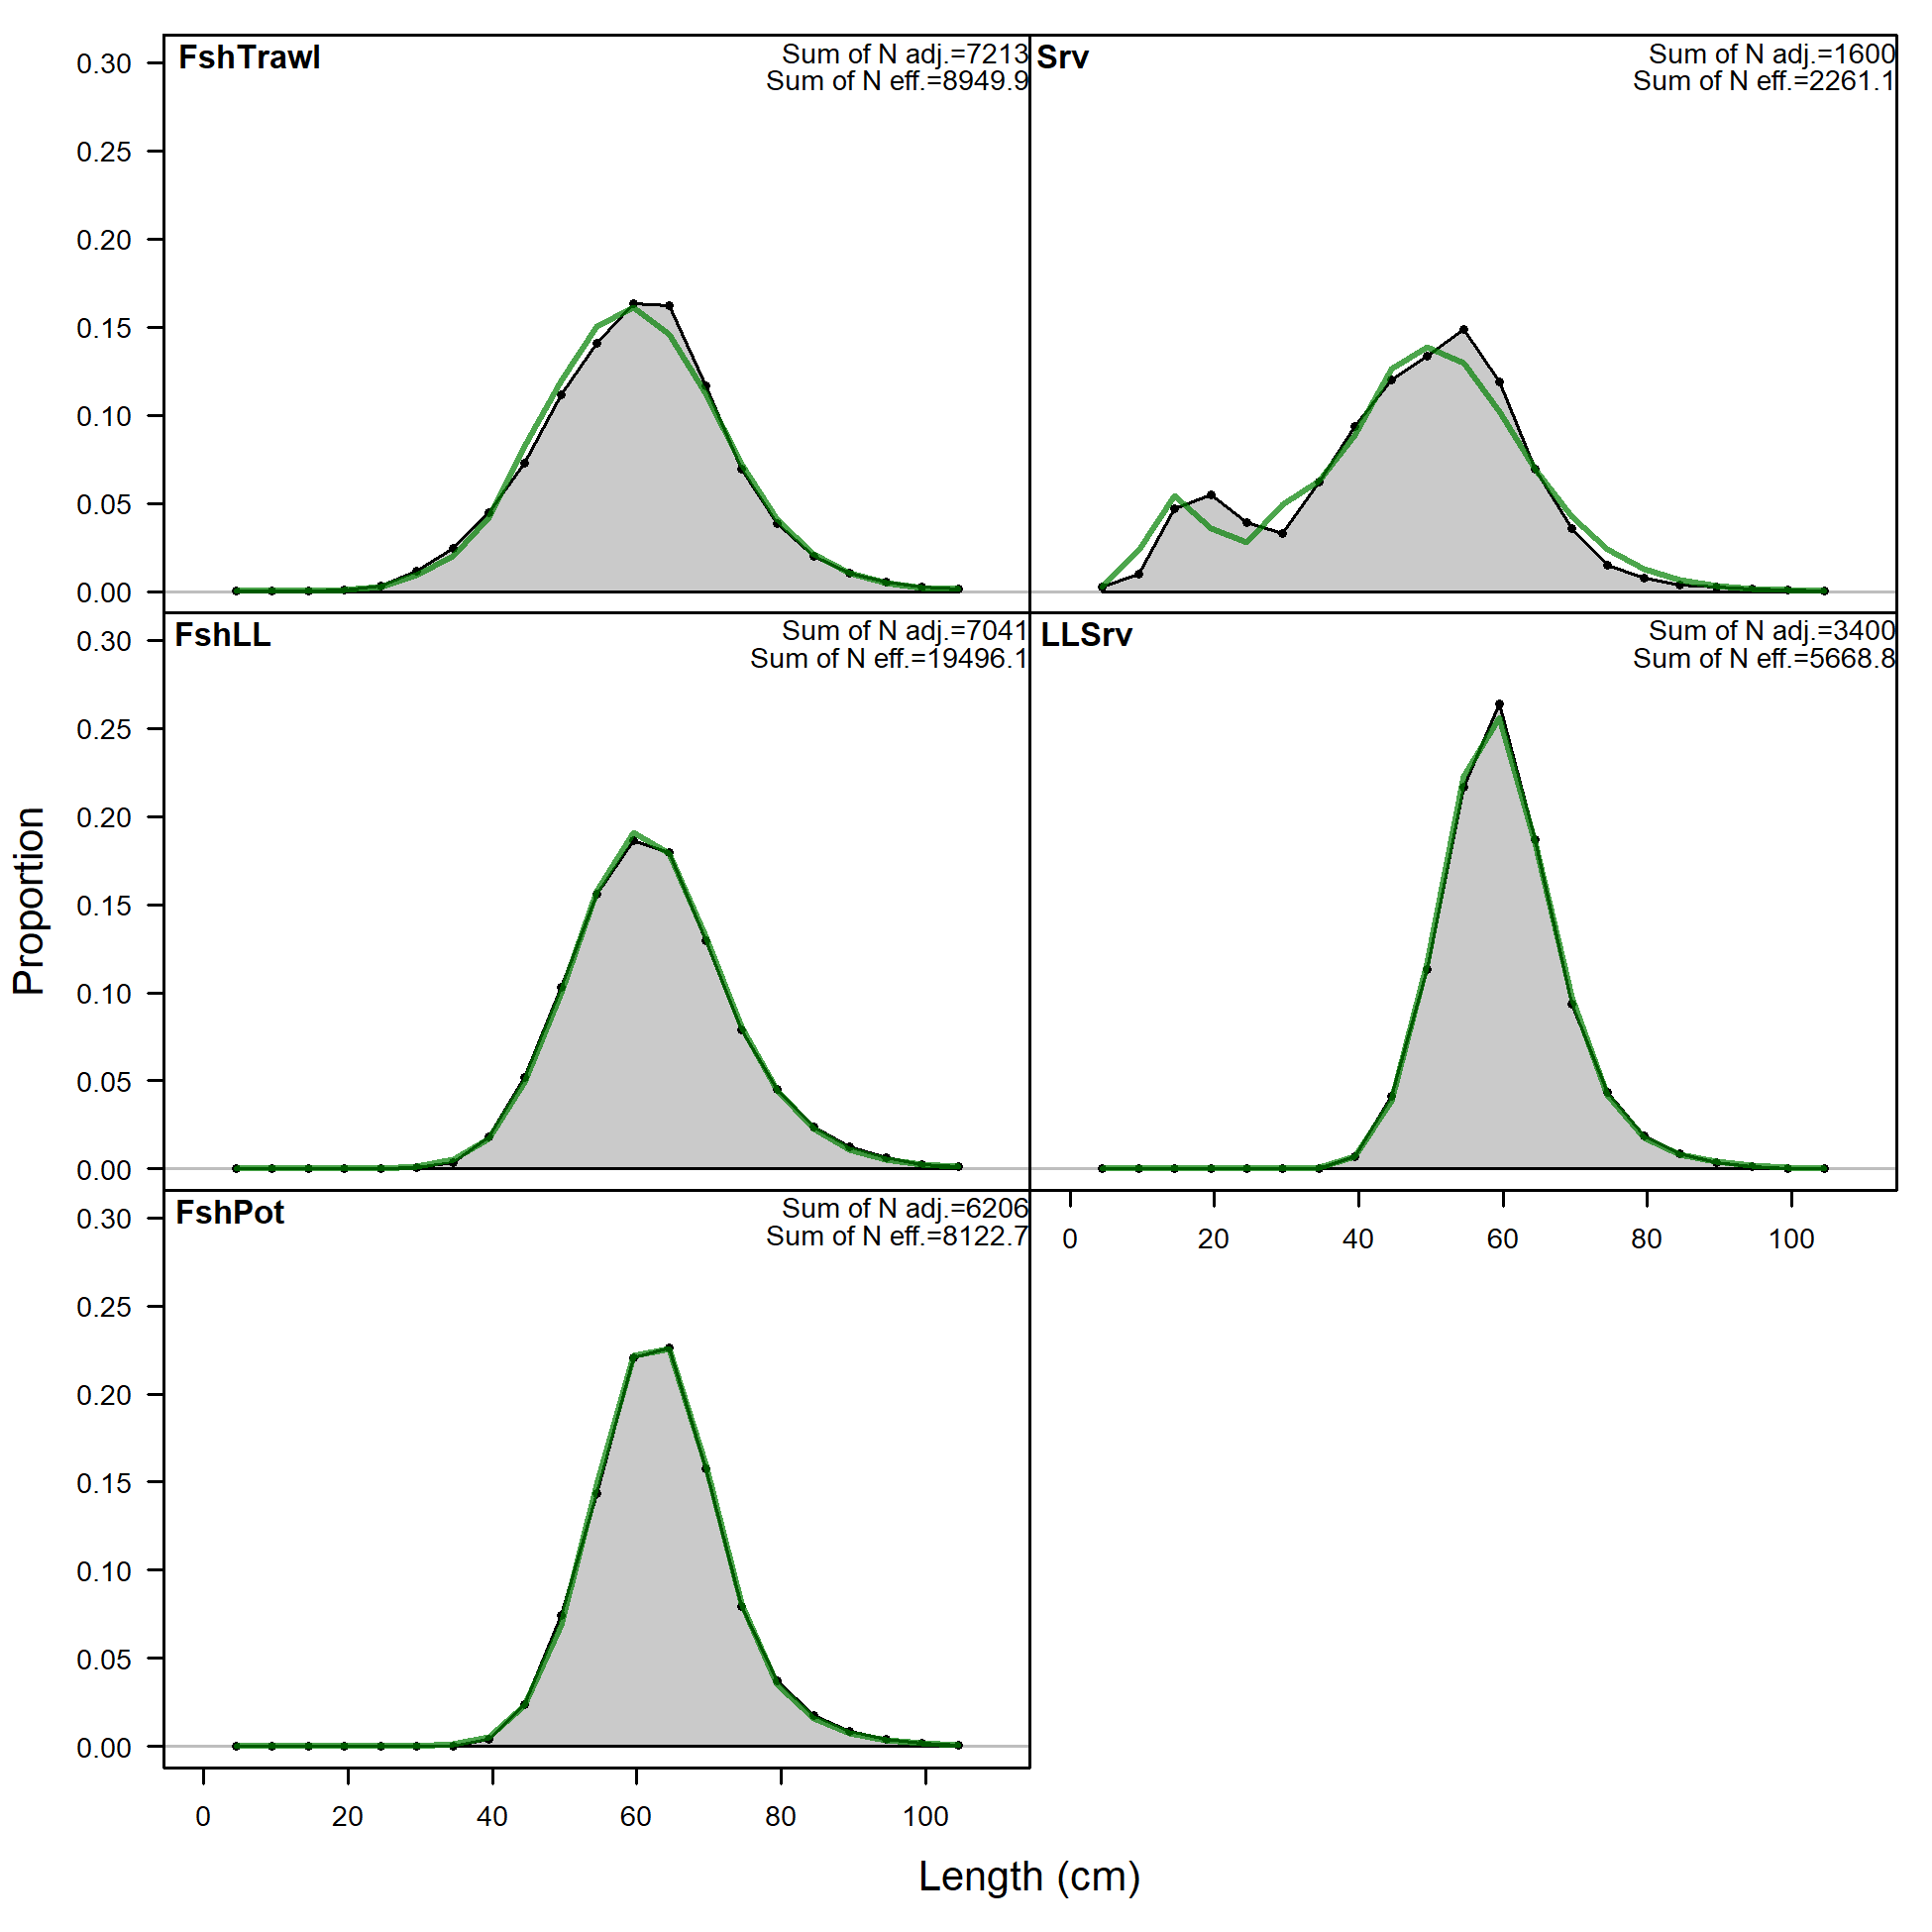 FshTrawl
Sum of N adj.=7213
Sum of N eff.=8949.9
0.30
0.25
0.20
0.15
0.10
0.05
0.00
Srv
Sum of N adj.=1600
Sum of N eff.=2261.1
FshLL
Sum of N adj.=7041
Sum of N eff.=19496.1
0.30
0.25
0.20
0.15
0.10
0.05
0.00
LLSrv
Sum of N adj.=3400
Sum of N eff.=5668.8
0 20 40 60 80 100
FshPot
Sum of N adj.=6206
Sum of N eff.=8122.7
0.30
0.25
0.20
0.15
0.10
0.05
0.00
0 20 40 60 80 100
Proportion
Length (cm)